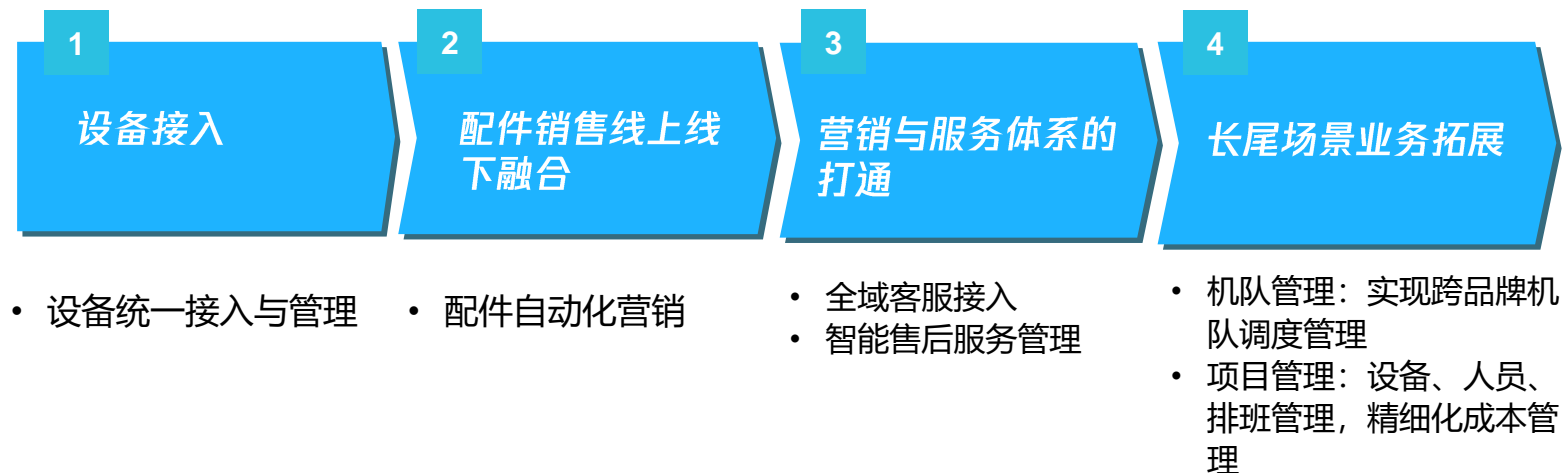 1
设备接入
• 设备统一接入与管理
2
配件销售线上线
下融合
• 配件自动化营销
3
营销与服务体系的
打通
• 全域客服接入
• 智能售后服务管理
4
长尾场景业务拓展
• 机队管理：实现跨品牌机
队调度管理
• 项目管理：设备、人员、
排班管理，精细化成本管
理